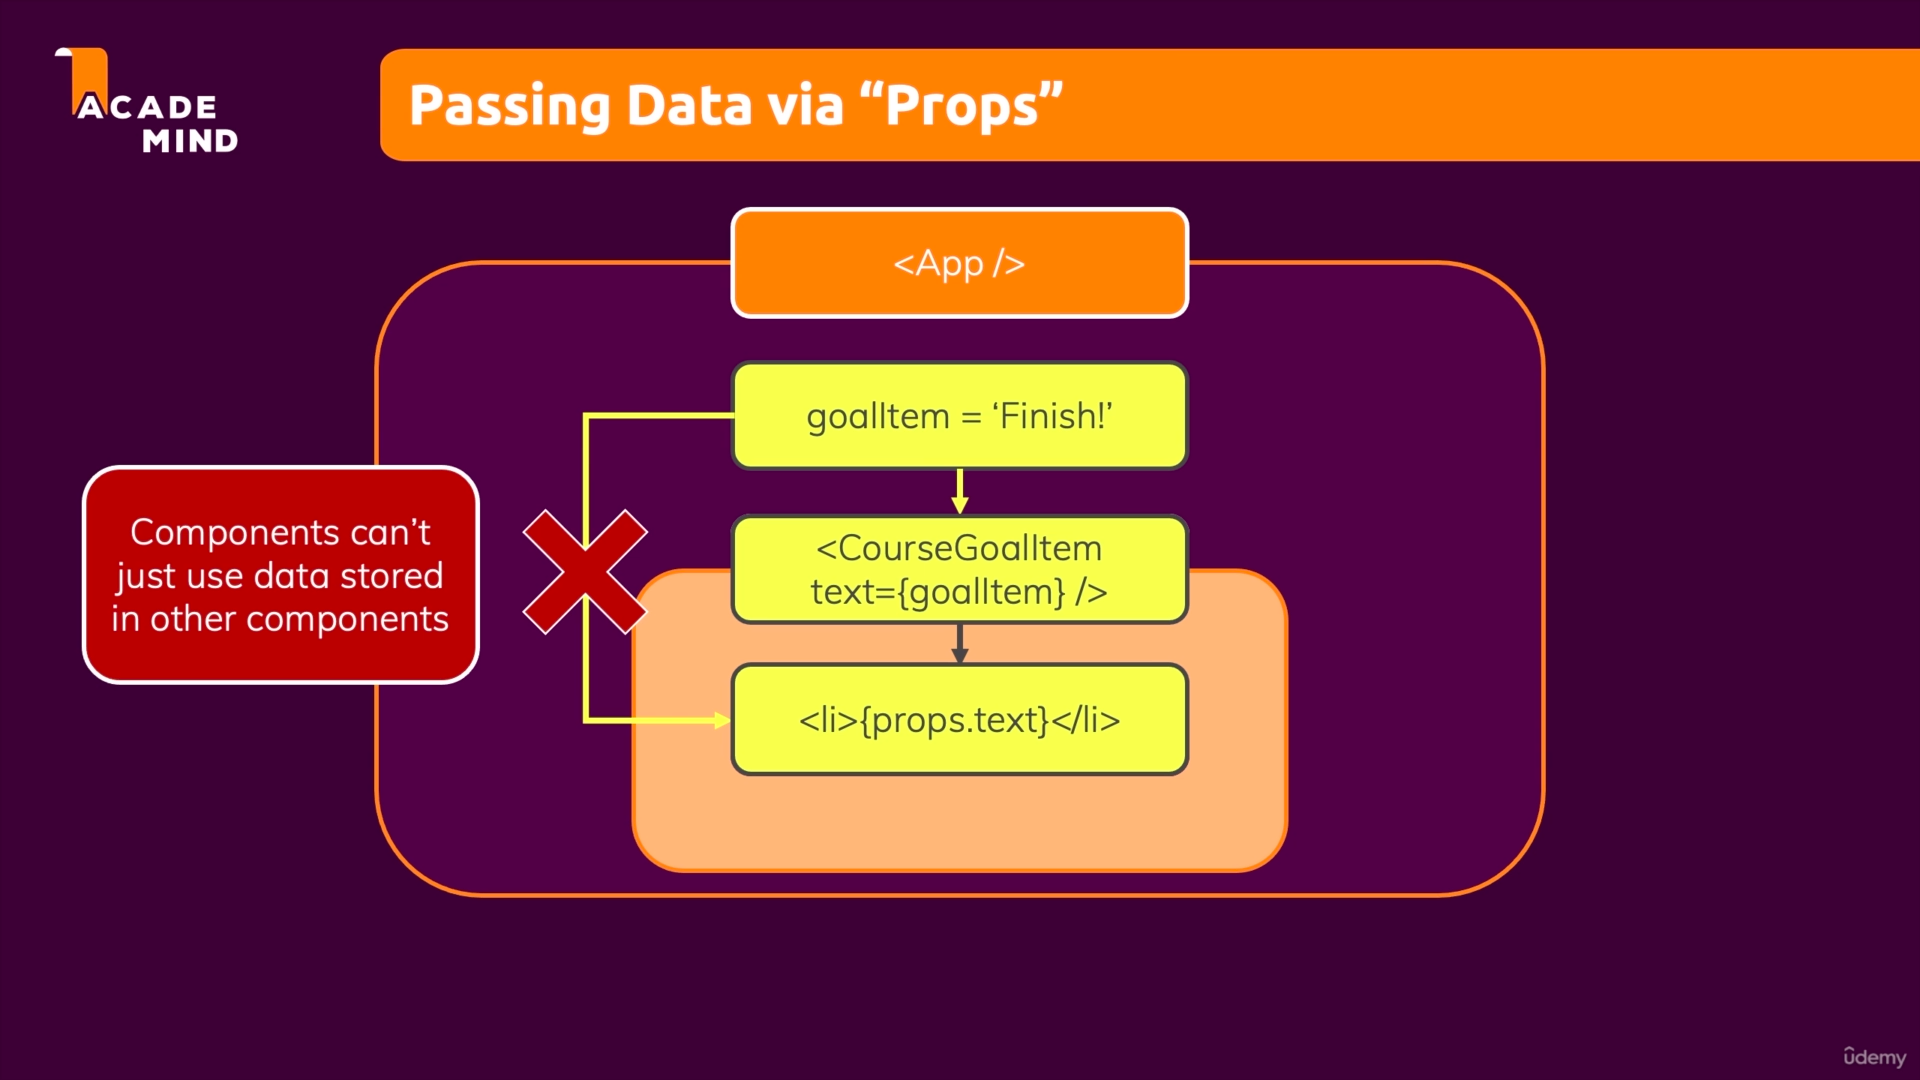 ACADE
MIND
Passing Data via “Props”
<App />
goalItem = ‘Finish!’
Components can’t
just use data stored
in other components
<CourseGoalItem
text={goalItem} />
<li>{props.text}</li>
ûdemy